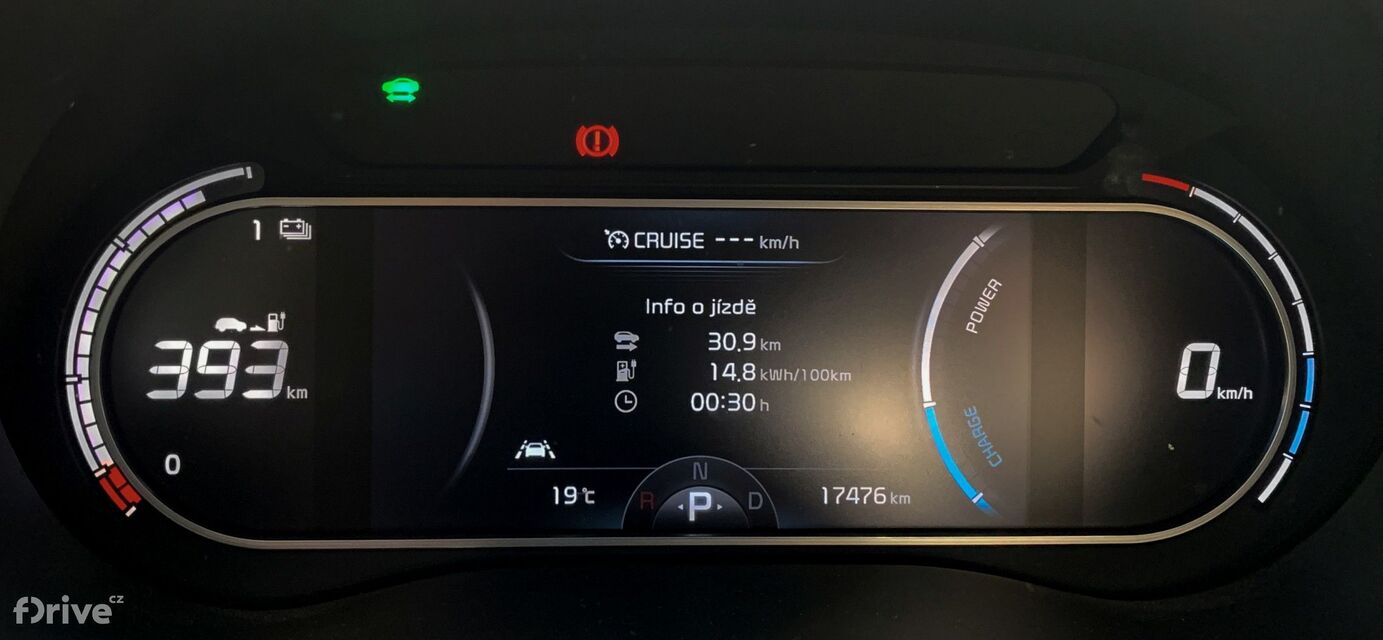 1
CRUISE --- km/h
Info o jízdě
30.9 km
14.8 kWh/100km
00:30 h
393 km
0
POWER
CHARGE
0 km/h
19°C
R N D
P
17476 km
fDrive.cz